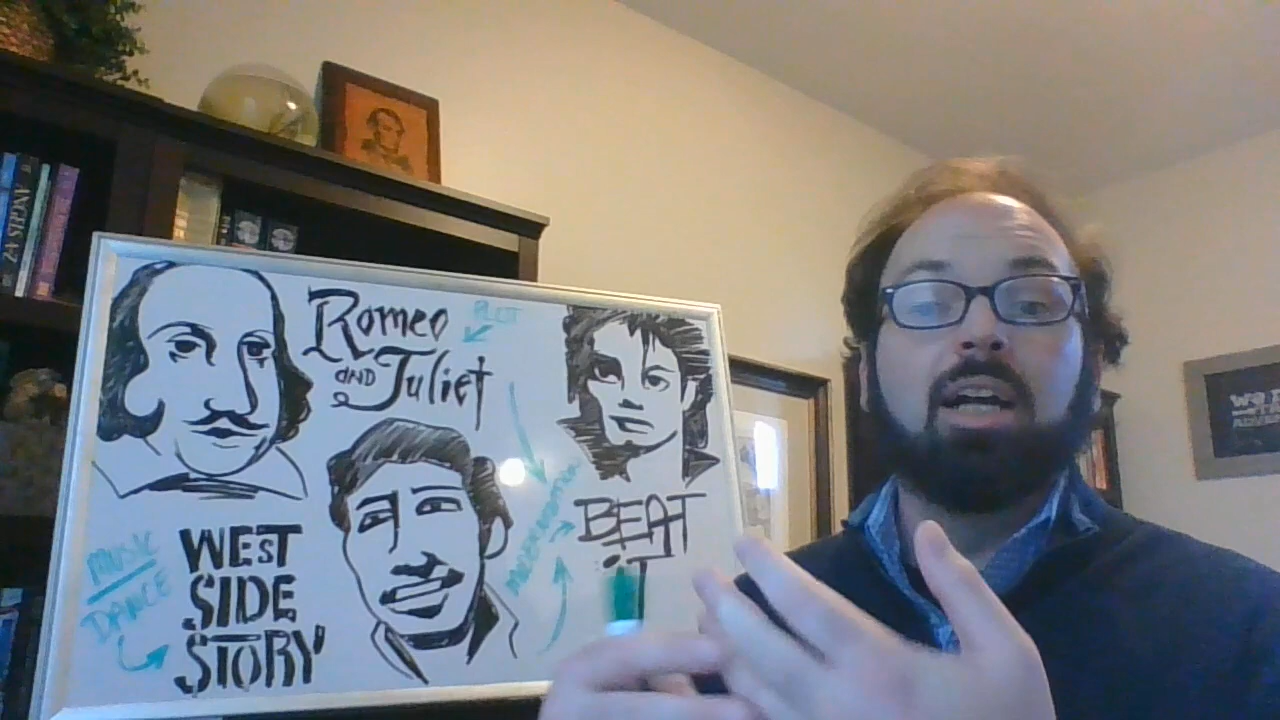 Romeo
AND Juliet
PLOT
WEST
SIDE
STORY
MUSIC
DANCE
BEAT
iT